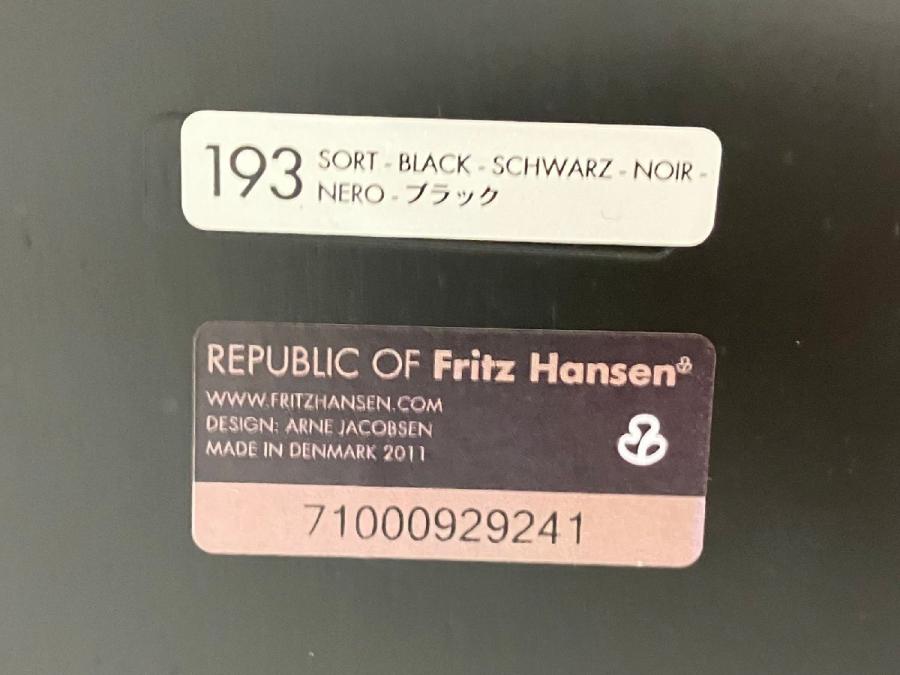 193 SORT - BLACK - SCHWARZ - NOIR -
NERO - ブラック
REPUBLIC OF Fritz Hansen
WWW.FRITZHANSEN.COM
DESIGN: ARNE JACOBSEN
MADE IN DENMARK 2011
71000929241